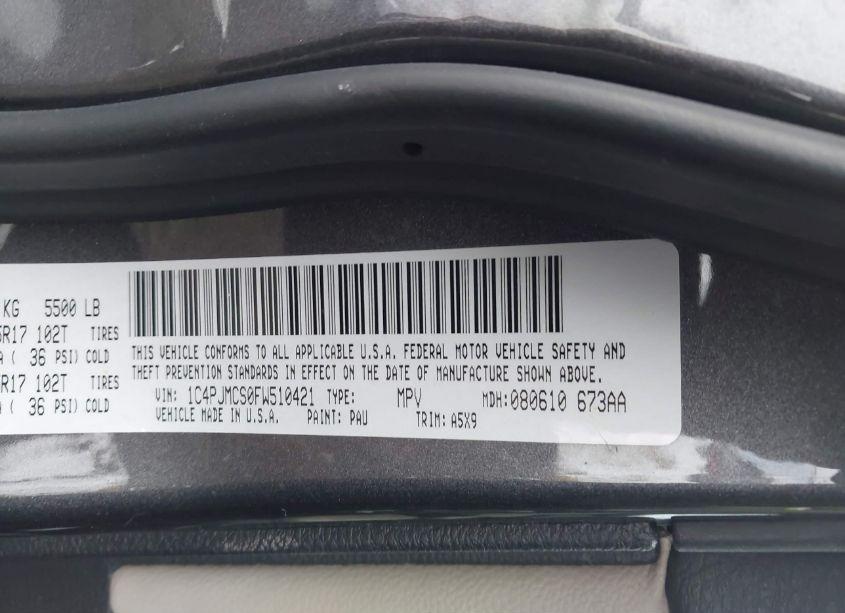 KG 5500 LB
5R17 102T TIRES
A ( 36 PSI) COLD
R17 102T TIRES
( 36 PSI) COLD
THIS VEHICLE CONFORMS TO ALL APPLICABLE U.S.A. FEDERAL MOTOR VEHICLE SAFETY AND
THEFT PREVENTION STANDARDS IN EFFECT ON THE DATE OF MANUFACTURE SHOWN ABOVE.
VIN: 1C4PJMCS0FW510421 TYPE: MPV MDH:080610 673AA
VEHICLE MADE IN U.S.A. PAINT: PAU TRIM: A5X9